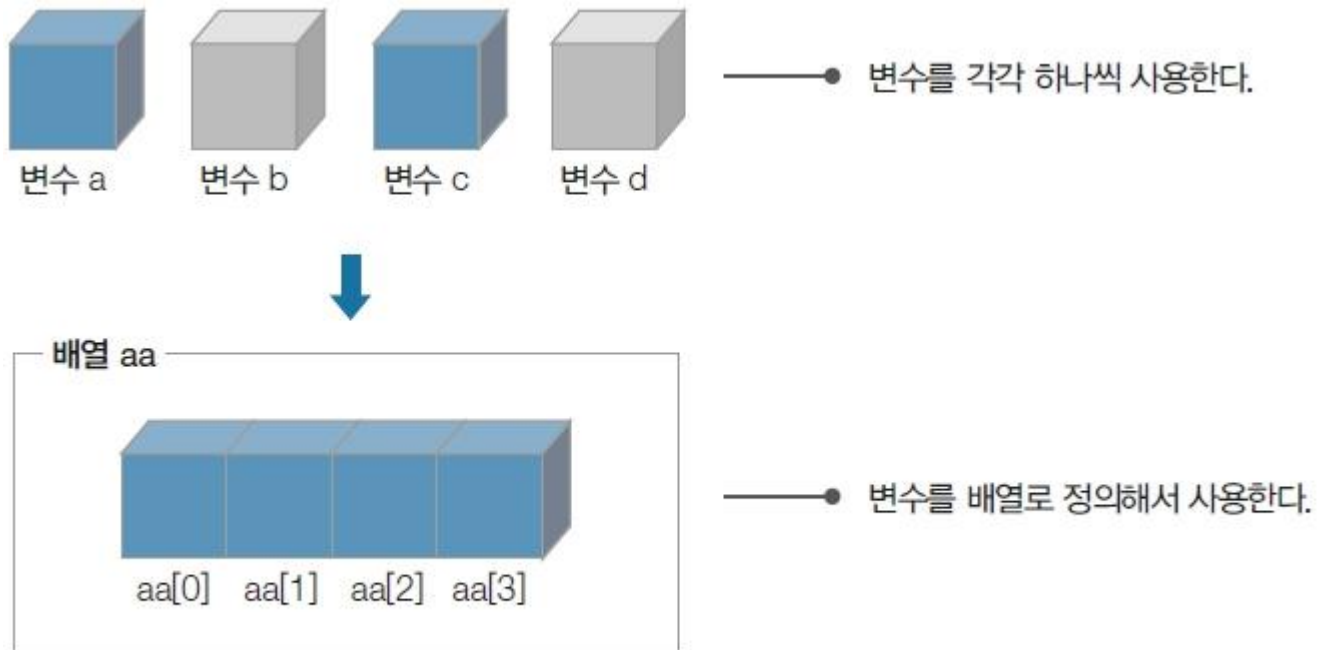 변수를 각각 하나씩 사용한다.
변수 a 변수 b 변수 c 변수 d
배열 aa
변수를 배열로 정의해서 사용한다.
aa[0] aa[1] aa[2] aa[3]